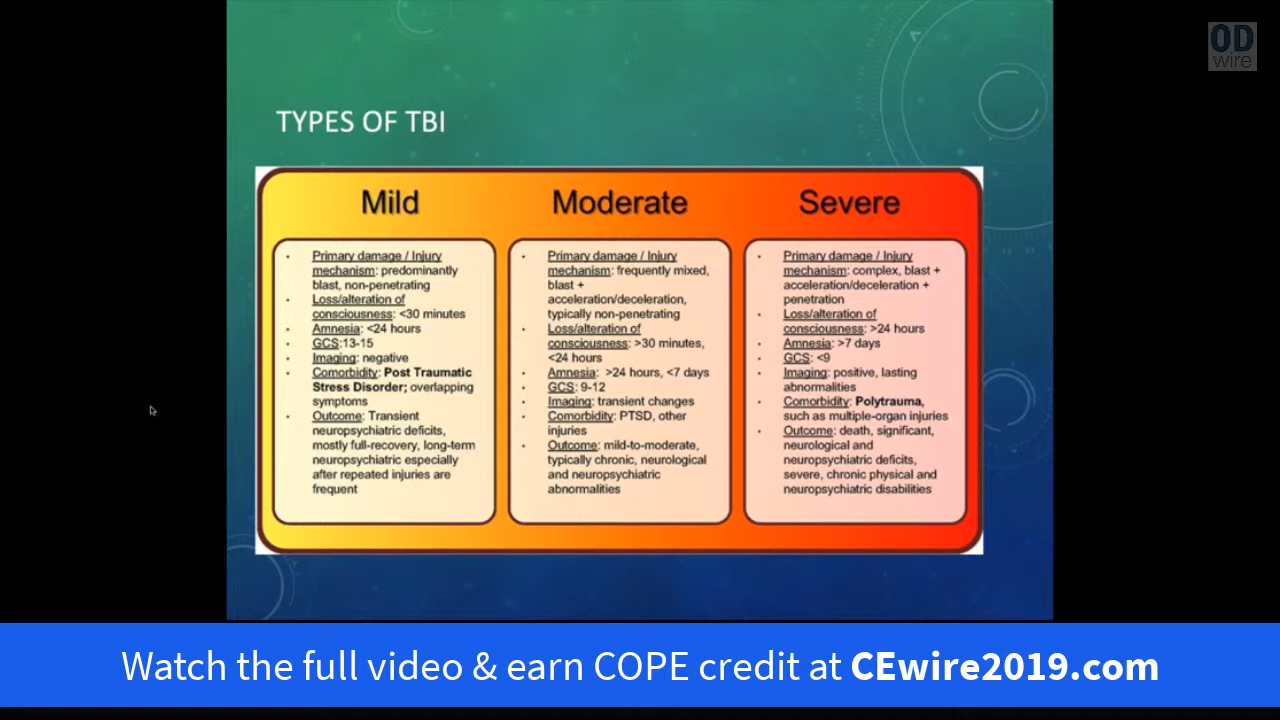 OD
wire
TYPES OF TBI
Mild
Primary damage / Injury
mechanism: predominantly
blast, non-penetrating
Loss/alteration of
consciousness: <30 minutes
Amnesia: <24 hours
GCS:13-15
Imaging: negative
Comorbidity: Post Traumatic
Stress Disorder; overlapping
symptoms
Outcome: Transient
neuropsychiatric deficits,
mostly full-recovery, long-term
neuropsychiatric especially
after repeated injuries are
frequent
Moderate
Primary damage / Injury
mechanism: frequently mixed,
blast +
acceleration/deceleration,
typically non-penetrating
Loss/alteration of
consciousness: >30 minutes,
<24 hours
Amnesia: >24 hours, <7 days
GCS: 9-12
Imaging: transient changes
Comorbidity: PTSD, other
injuries
Outcome: mild-to-moderate,
typically chronic, neurological
and neuropsychiatric
abnormalities
Severe
Primary damage / Injury
mechanism: complex, blast +
acceleration/deceleration +
penetration
Loss/alteration of
consciousness: >24 hours
Amnesia: >7 days
GCS: <9
Imaging: positive, lasting
abnormalities
Comorbidity: Polytrauma,
such as multiple-organ injuries
Outcome: death, significant,
neurological and
neuropsychiatric deficits,
severe, chronic physical and
neuropsychiatric disabilities
Watch the full video & earn COPE credit at CEwire2019.com